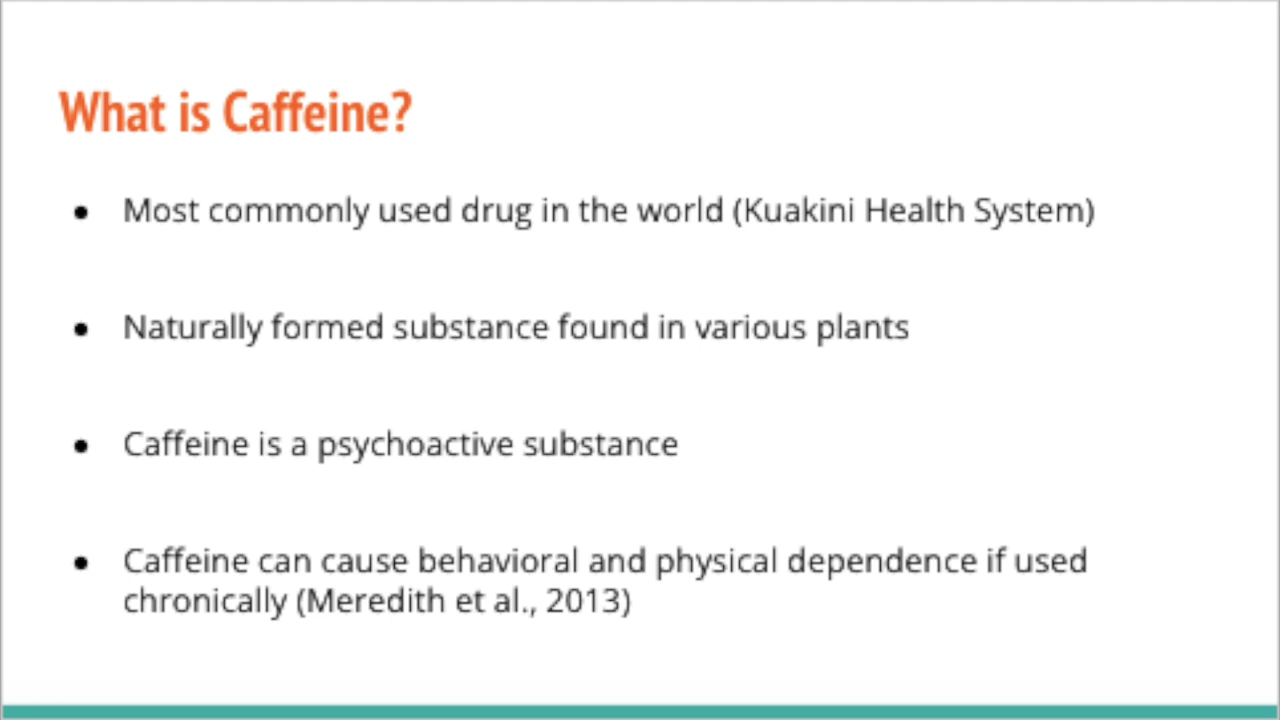 What is Caffeine?
● Most commonly used drug in the world (Kuakini Health System)
● Naturally formed substance found in various plants
● Caffeine is a psychoactive substance
● Caffeine can cause behavioral and physical dependence if used
chronically (Meredith et al., 2013)